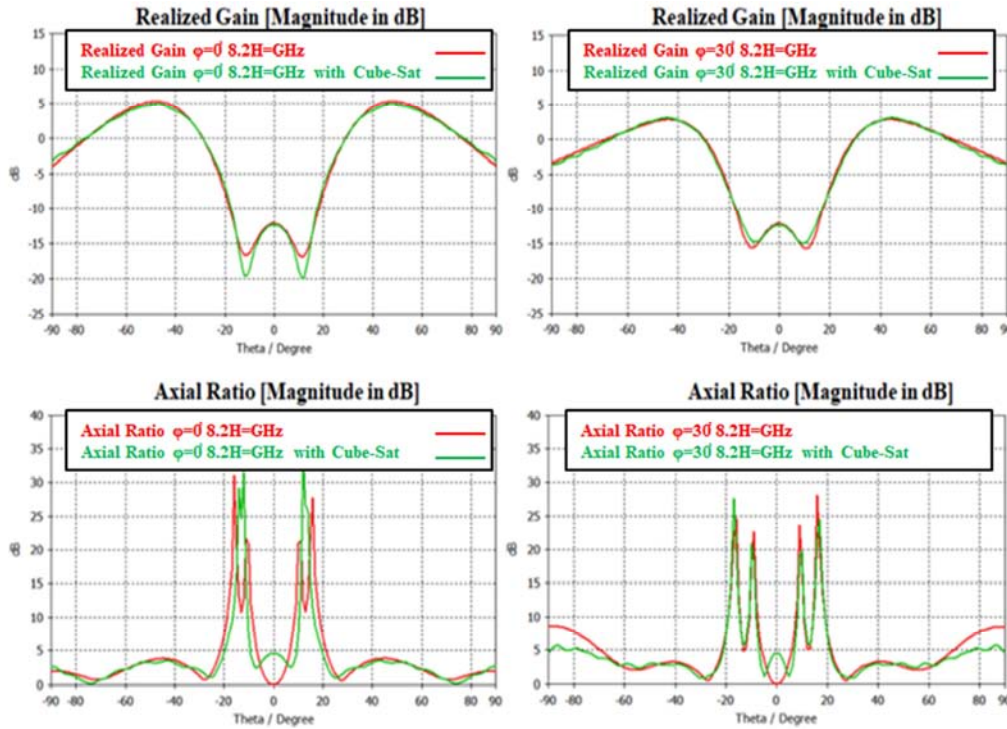 Realized Gain [Magnitude in dB]
Realized Gain φ=0° 8.2H=GHz
Realized Gain φ=0° 8.2H=GHz with Cube-Sat
15
10
5
0
-5
-10
-15
-20
-25
dB
-90 -80 -60 -40 -20 0 20 40 60 80 90
Theta / Degree
Realized Gain [Magnitude in dB]
Realized Gain φ=30° 8.2H=GHz
Realized Gain φ=30° 8.2H=GHz with Cube-Sat
15
10
5
0
-5
-10
-15
-20
-25
dB
-90 -80 -60 -40 -20 0 20 40 60 80 90
Theta / Degree
Axial Ratio [Magnitude in dB]
Axial Ratio φ=0° 8.2H=GHz
Axial Ratio φ=0° 8.2H=GHz with Cube-Sat
40
35
30
25
20
15
10
5
0
dB
-90 -80 -60 -40 -20 0 20 40 60 80 90
Theta / Degree
Axial Ratio [Magnitude in dB]
Axial Ratio φ=30° 8.2H=GHz
Axial Ratio φ=30° 8.2H=GHz with Cube-Sat
40
35
30
25
20
15
10
5
0
dB
-90 -80 -60 -40 -20 0 20 40 60 80 90
Theta / Degree